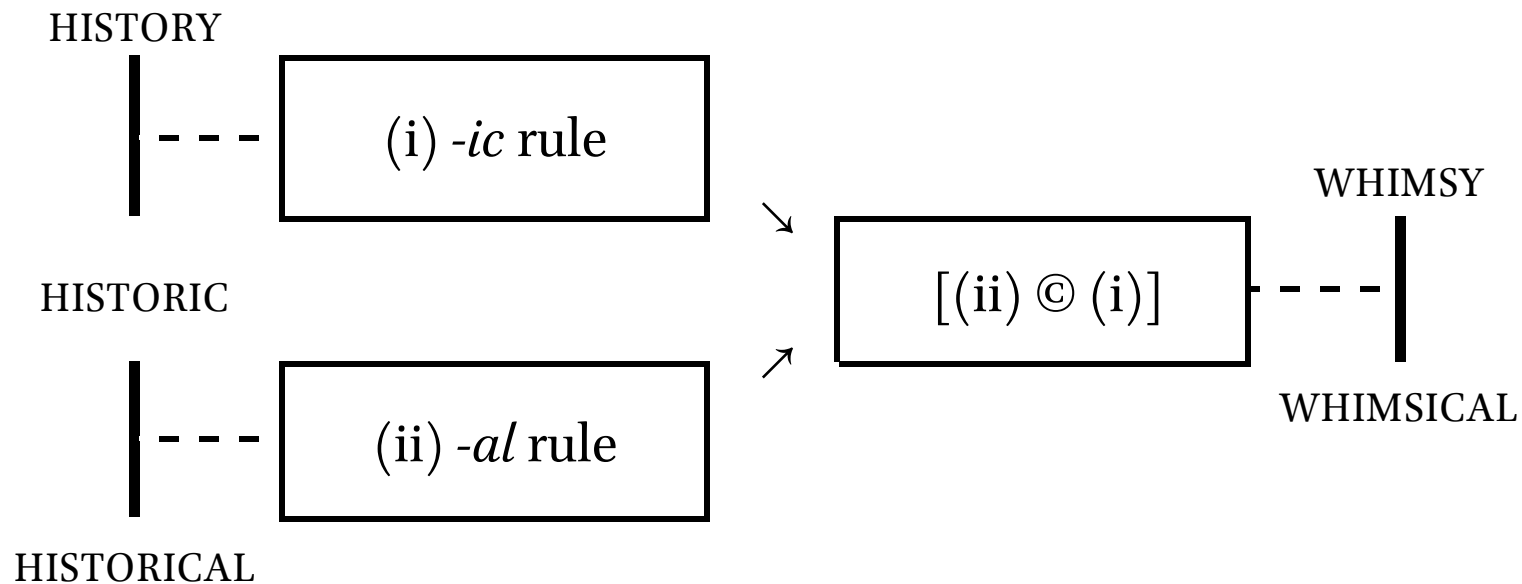 HISTORY
(i) -ic rule
HISTORIC
(ii) -al rule
HISTORICAL
[(ii) © (i)]
WHIMSY
WHIMSICAL